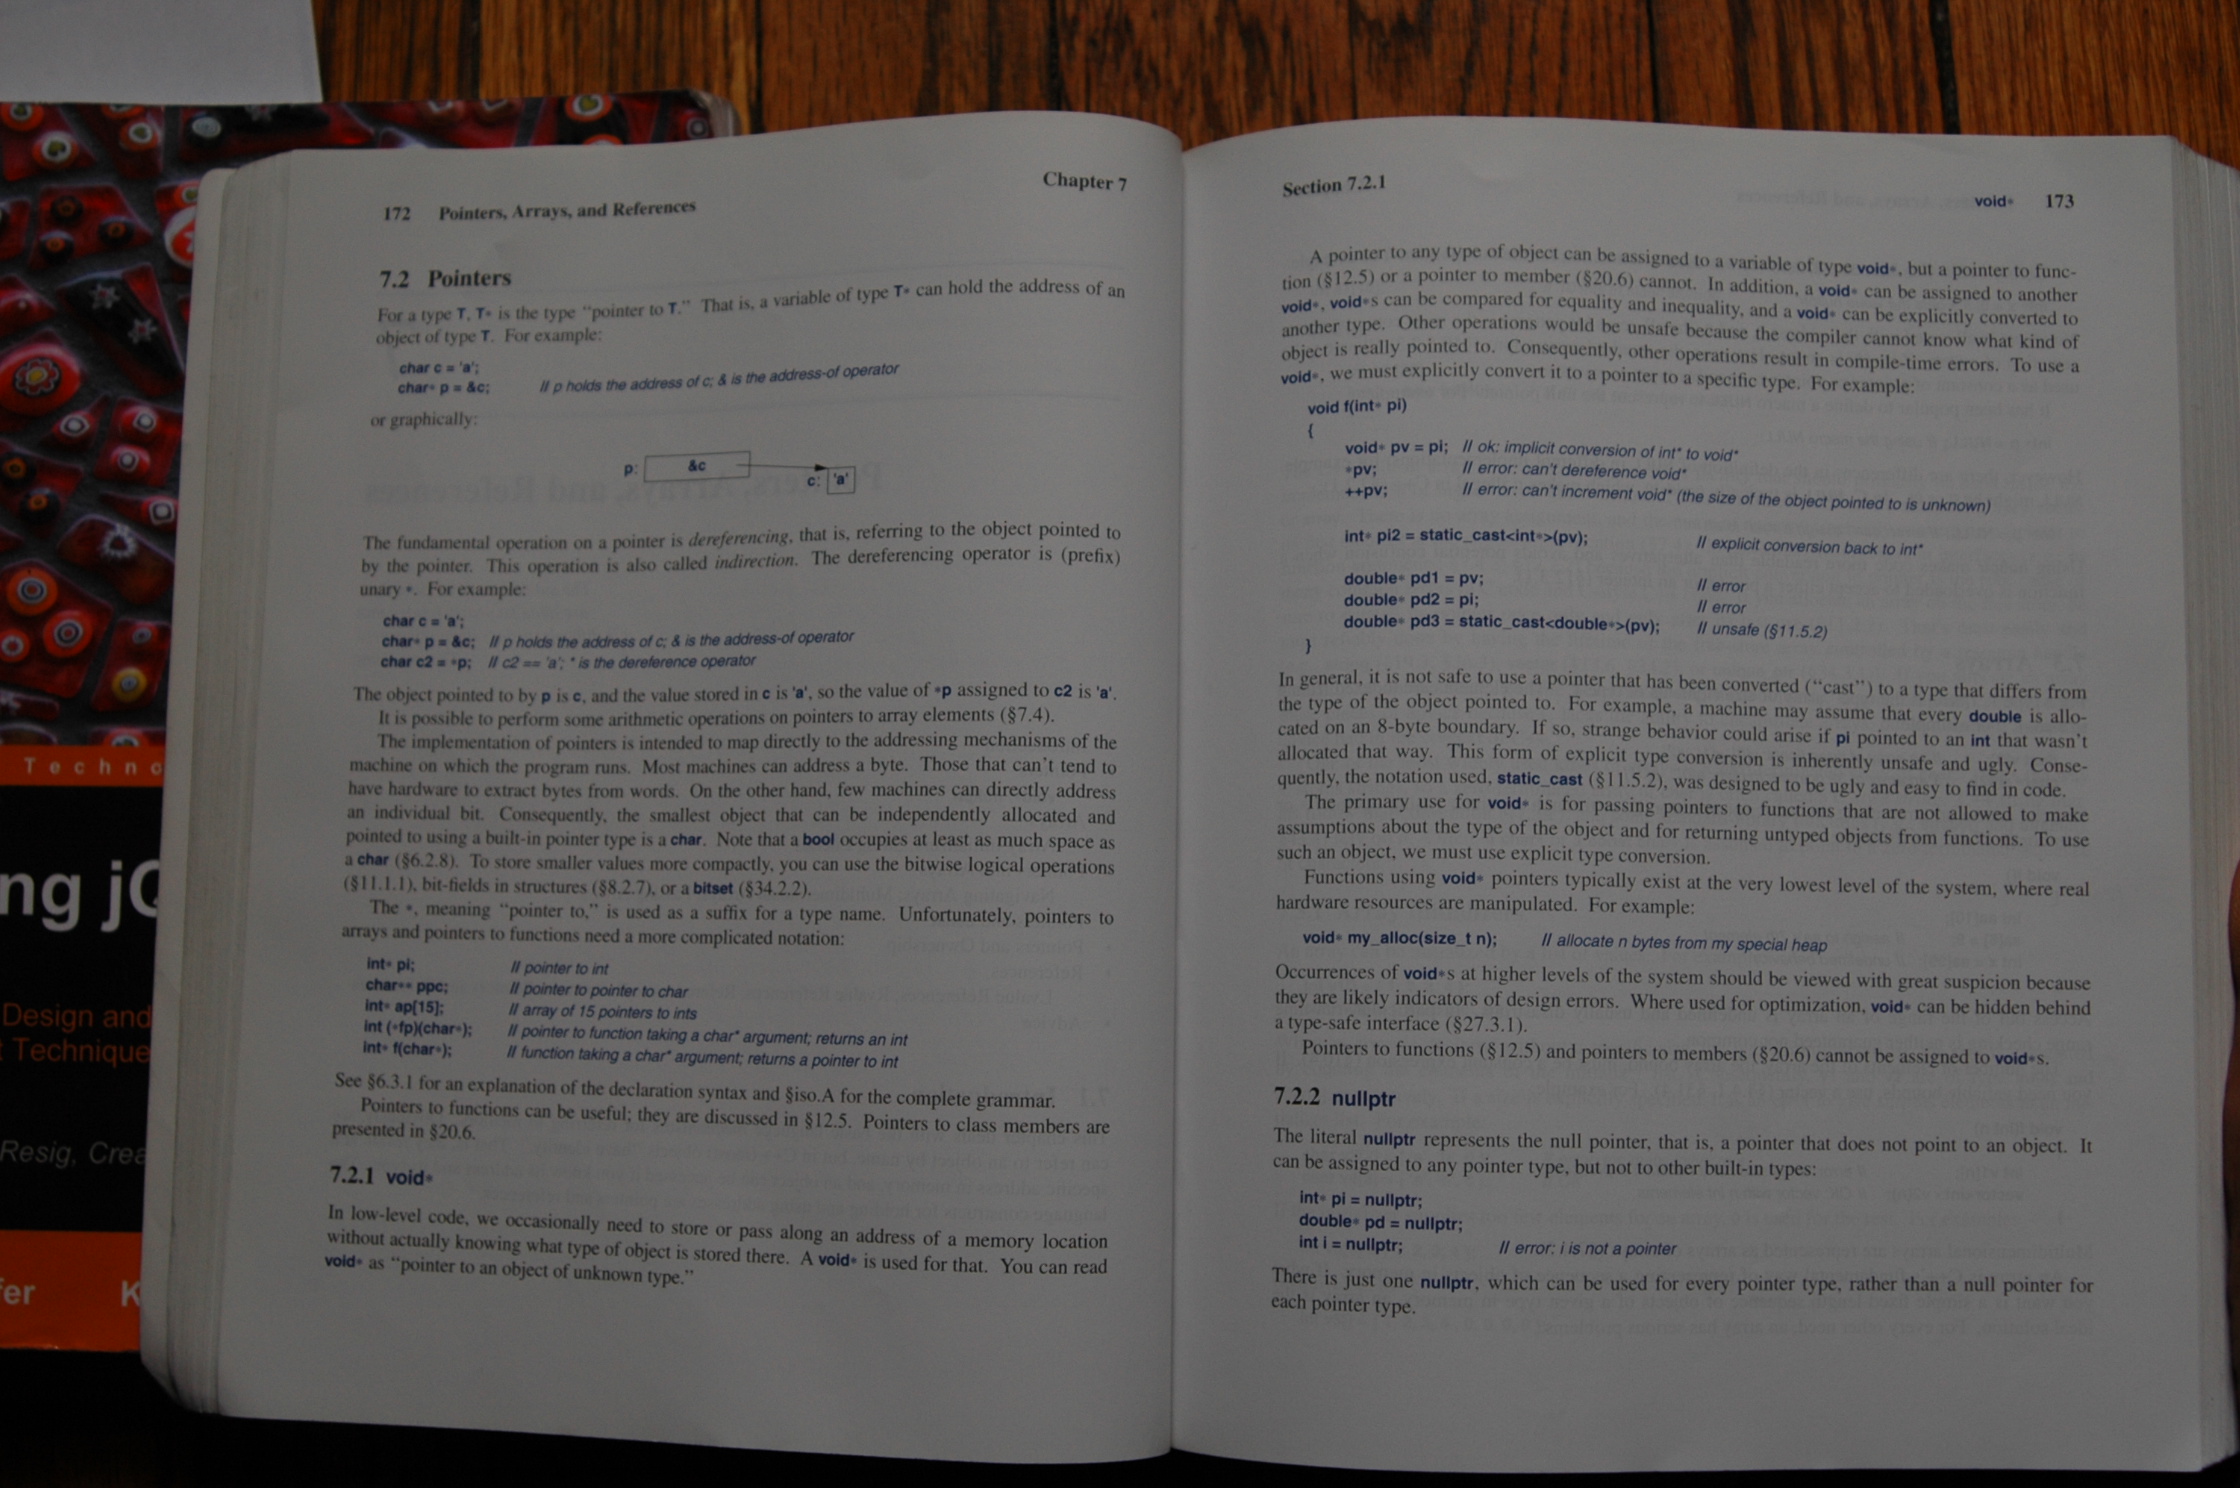 172 Pointers, Arrays, and References Chapter 7
7.2 Pointers
For a type T, T* is the type “pointer to T.” That is, a variable of type T* can hold the address of an
object of type T. For example:
char c = 'a';
char* p = &c; // p holds the address of c; & is the address-of operator
or graphically:
p: &c c: 'a'
The fundamental operation on a pointer is dereferencing, that is, referring to the object pointed to
by the pointer. This operation is also called indirection. The dereferencing operator is (prefix)
unary *. For example:
char c = 'a';
char* p = &c; // p holds the address of c; & is the address-of operator
char c2 = *p; // c2 == 'a'; * is the dereference operator
The object pointed to by p is c, and the value stored in c is 'a', so the value of *p assigned to c2 is 'a'.
It is possible to perform some arithmetic operations on pointers to array elements (§7.4).
The implementation of pointers is intended to map directly to the addressing mechanisms of the
machine on which the program runs. Most machines can address a byte. Those that can't tend to
have hardware to extract bytes from words. On the other hand, few machines can directly address
an individual bit. Consequently, the smallest object that can be independently allocated and
pointed to using a built-in pointer type is a char. Note that a bool occupies at least as much space as
a char (§6.2.8). To store smaller values more compactly, you can use the bitwise logical operations
(§11.1.1), bit-fields in structures (§8.2.7), or a bitset (§34.2.2).
The *, meaning “pointer to,” is used as a suffix for a type name. Unfortunately, pointers to
arrays and pointers to functions need a more complicated notation:
int* pi; // pointer to int
char** ppc; // pointer to pointer to char
int* ap[15]; // array of 15 pointers to ints
int (*fp)(char*); // pointer to function taking a char* argument; returns an int
int* f(char*); // function taking a char* argument; returns a pointer to int
See §6.3.1 for an explanation of the declaration syntax and §iso.A for the complete grammar.
Pointers to functions can be useful; they are discussed in §12.5. Pointers to class members are
presented in §20.6.
7.2.1 void*
In low-level code, we occasionally need to store or pass along an address of a memory location
without actually knowing what type of object is stored there. A void* is used for that. You can read
void* as “pointer to an object of unknown type.”
Section 7.2.1 void* 173
A pointer to any type of object can be assigned to a variable of type void*, but a pointer to func-
tion (§12.5) or a pointer to member (§20.6) cannot. In addition, a void* can be assigned to another
void*, void*s can be compared for equality and inequality, and a void* can be explicitly converted to
another type. Other operations would be unsafe because the compiler cannot know what kind of
object is really pointed to. Consequently, other operations result in compile-time errors. To use a
void*, we must explicitly convert it to a pointer to a specific type. For example:
void f(int* pi)
{
void* pv = pi; // ok: implicit conversion of int* to void*
*pv; // error: can't dereference void*
++pv; // error: can't increment void* (the size of the object pointed to is unknown)
int* pi2 = static_cast<int*>(pv); // explicit conversion back to int*
double* pd1 = pv; // error
double* pd2 = pi; // error
double* pd3 = static_cast<double*>(pv); // unsafe (§11.5.2)
}
In general, it is not safe to use a pointer that has been converted (“cast”) to a type that differs from
the type of the object pointed to. For example, a machine may assume that every double is allo-
cated on an 8-byte boundary. If so, strange behavior could arise if pi pointed to an int that wasn't
allocated that way. This form of explicit type conversion is inherently unsafe and ugly. Conse-
quently, the notation used, static_cast (§11.5.2), was designed to be ugly and easy to find in code.
The primary use for void* is for passing pointers to functions that are not allowed to make
assumptions about the type of the object and for returning untyped objects from functions. To use
such an object, we must use explicit type conversion.
Functions using void* pointers typically exist at the very lowest level of the system, where real
hardware resources are manipulated. For example:
void* my_alloc(size_t n); // allocate n bytes from my special heap
Occurrences of void*s at higher levels of the system should be viewed with great suspicion because
they are likely indicators of design errors. Where used for optimization, void* can be hidden behind
a type-safe interface (§27.3.1).
Pointers to functions (§12.5) and pointers to members (§20.6) cannot be assigned to void*s.
7.2.2 nullptr
The literal nullptr represents the null pointer, that is, a pointer that does not point to an object. It
can be assigned to any pointer type, but not to other built-in types:
int* pi = nullptr;
double* pd = nullptr;
int i = nullptr; // error: i is not a pointer
There is just one nullptr, which can be used for every pointer type, rather than a null pointer for
each pointer type.
Techno
ng jQ
Design and
Technique
Resig, Crea
fer K